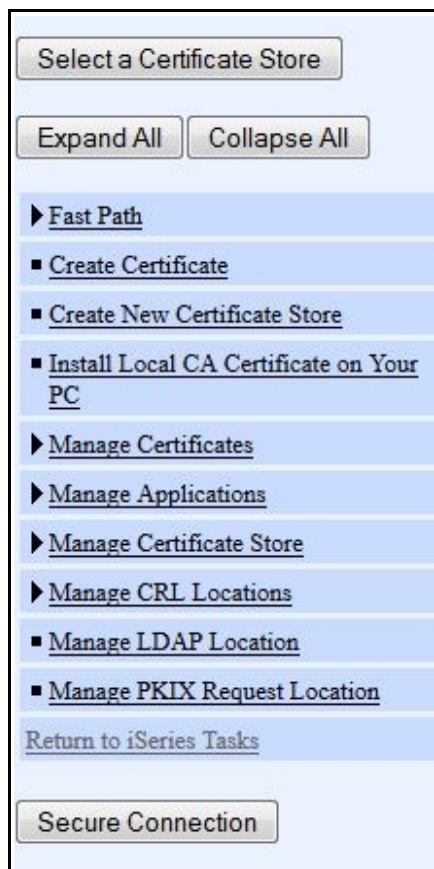 Select a Certificate Store
Expand All
Collapse All
Fast Path
Create Certificate
Create New Certificate Store
Install Local CA Certificate on Your
PC
Manage Certificates
Manage Applications
Manage Certificate Store
Manage CRL Locations
Manage LDAP Location
Manage PKIX Request Location
Return to iSeries Tasks
Secure Connection